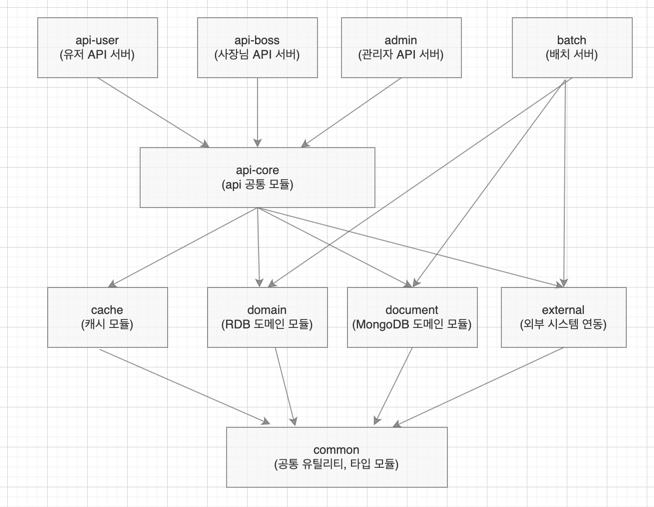 api-user
(유저 API 서버)
api-boss
(사장님 API 서버)
admin
(관리자 API 서버)
batch
(배치 서버)
api-core
(api 공통 모듈)
cache
(캐시 모듈)
domain
(RDB 도메인 모듈)
document
(MongoDB 도메인 모듈)
external
(외부 시스템 연동)
common
(공통 유틸리티, 타입 모듈)